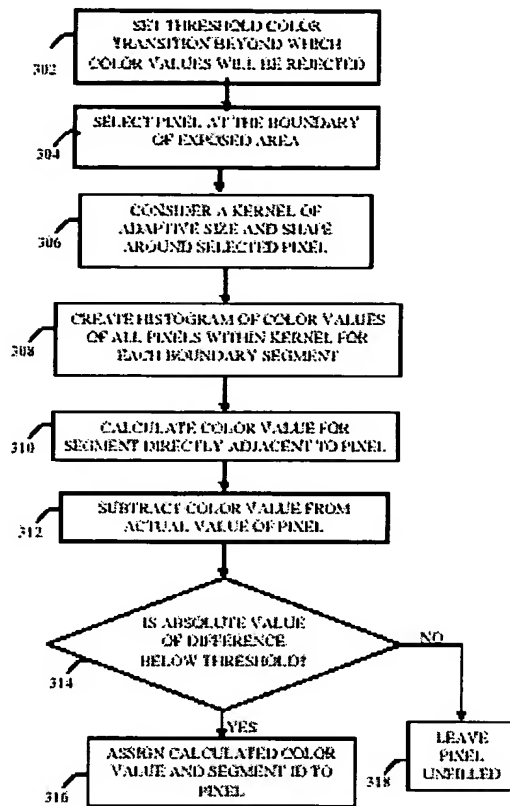 SET THRESHOLD COLOR
TRANSITION BEYOND WHICH
COLOR VALUES WILL BE REJECTED
302
SELECT PIXEL AT THE BOUNDARY
OF EXPOSED AREA
304
CONSIDER A KERNEL OF
ADAPTIVE SIZE AND SHAPE
AROUND SELECTED PIXEL
306
CREATE HISTOGRAM OF COLOR VALUES
OF ALL PIXELS WITHIN KERNEL FOR
EACH BOUNDARY SEGMENT
308
CALCULATE COLOR VALUE FOR
SEGMENT DIRECTLY ADJACENT TO PIXEL
310
SUBTRACT COLOR VALUE FROM
ACTUAL VALUE OF PIXEL
312
IS ABSOLUTE VALUE
OF DIFFERENCE
BELOW THRESHOLD?
314
NO
YES
ASSIGN CALCULATED COLOR
VALUE AND SEGMENT ID TO
PIXEL
316
LEAVE
PIXEL
UNFILLED
318